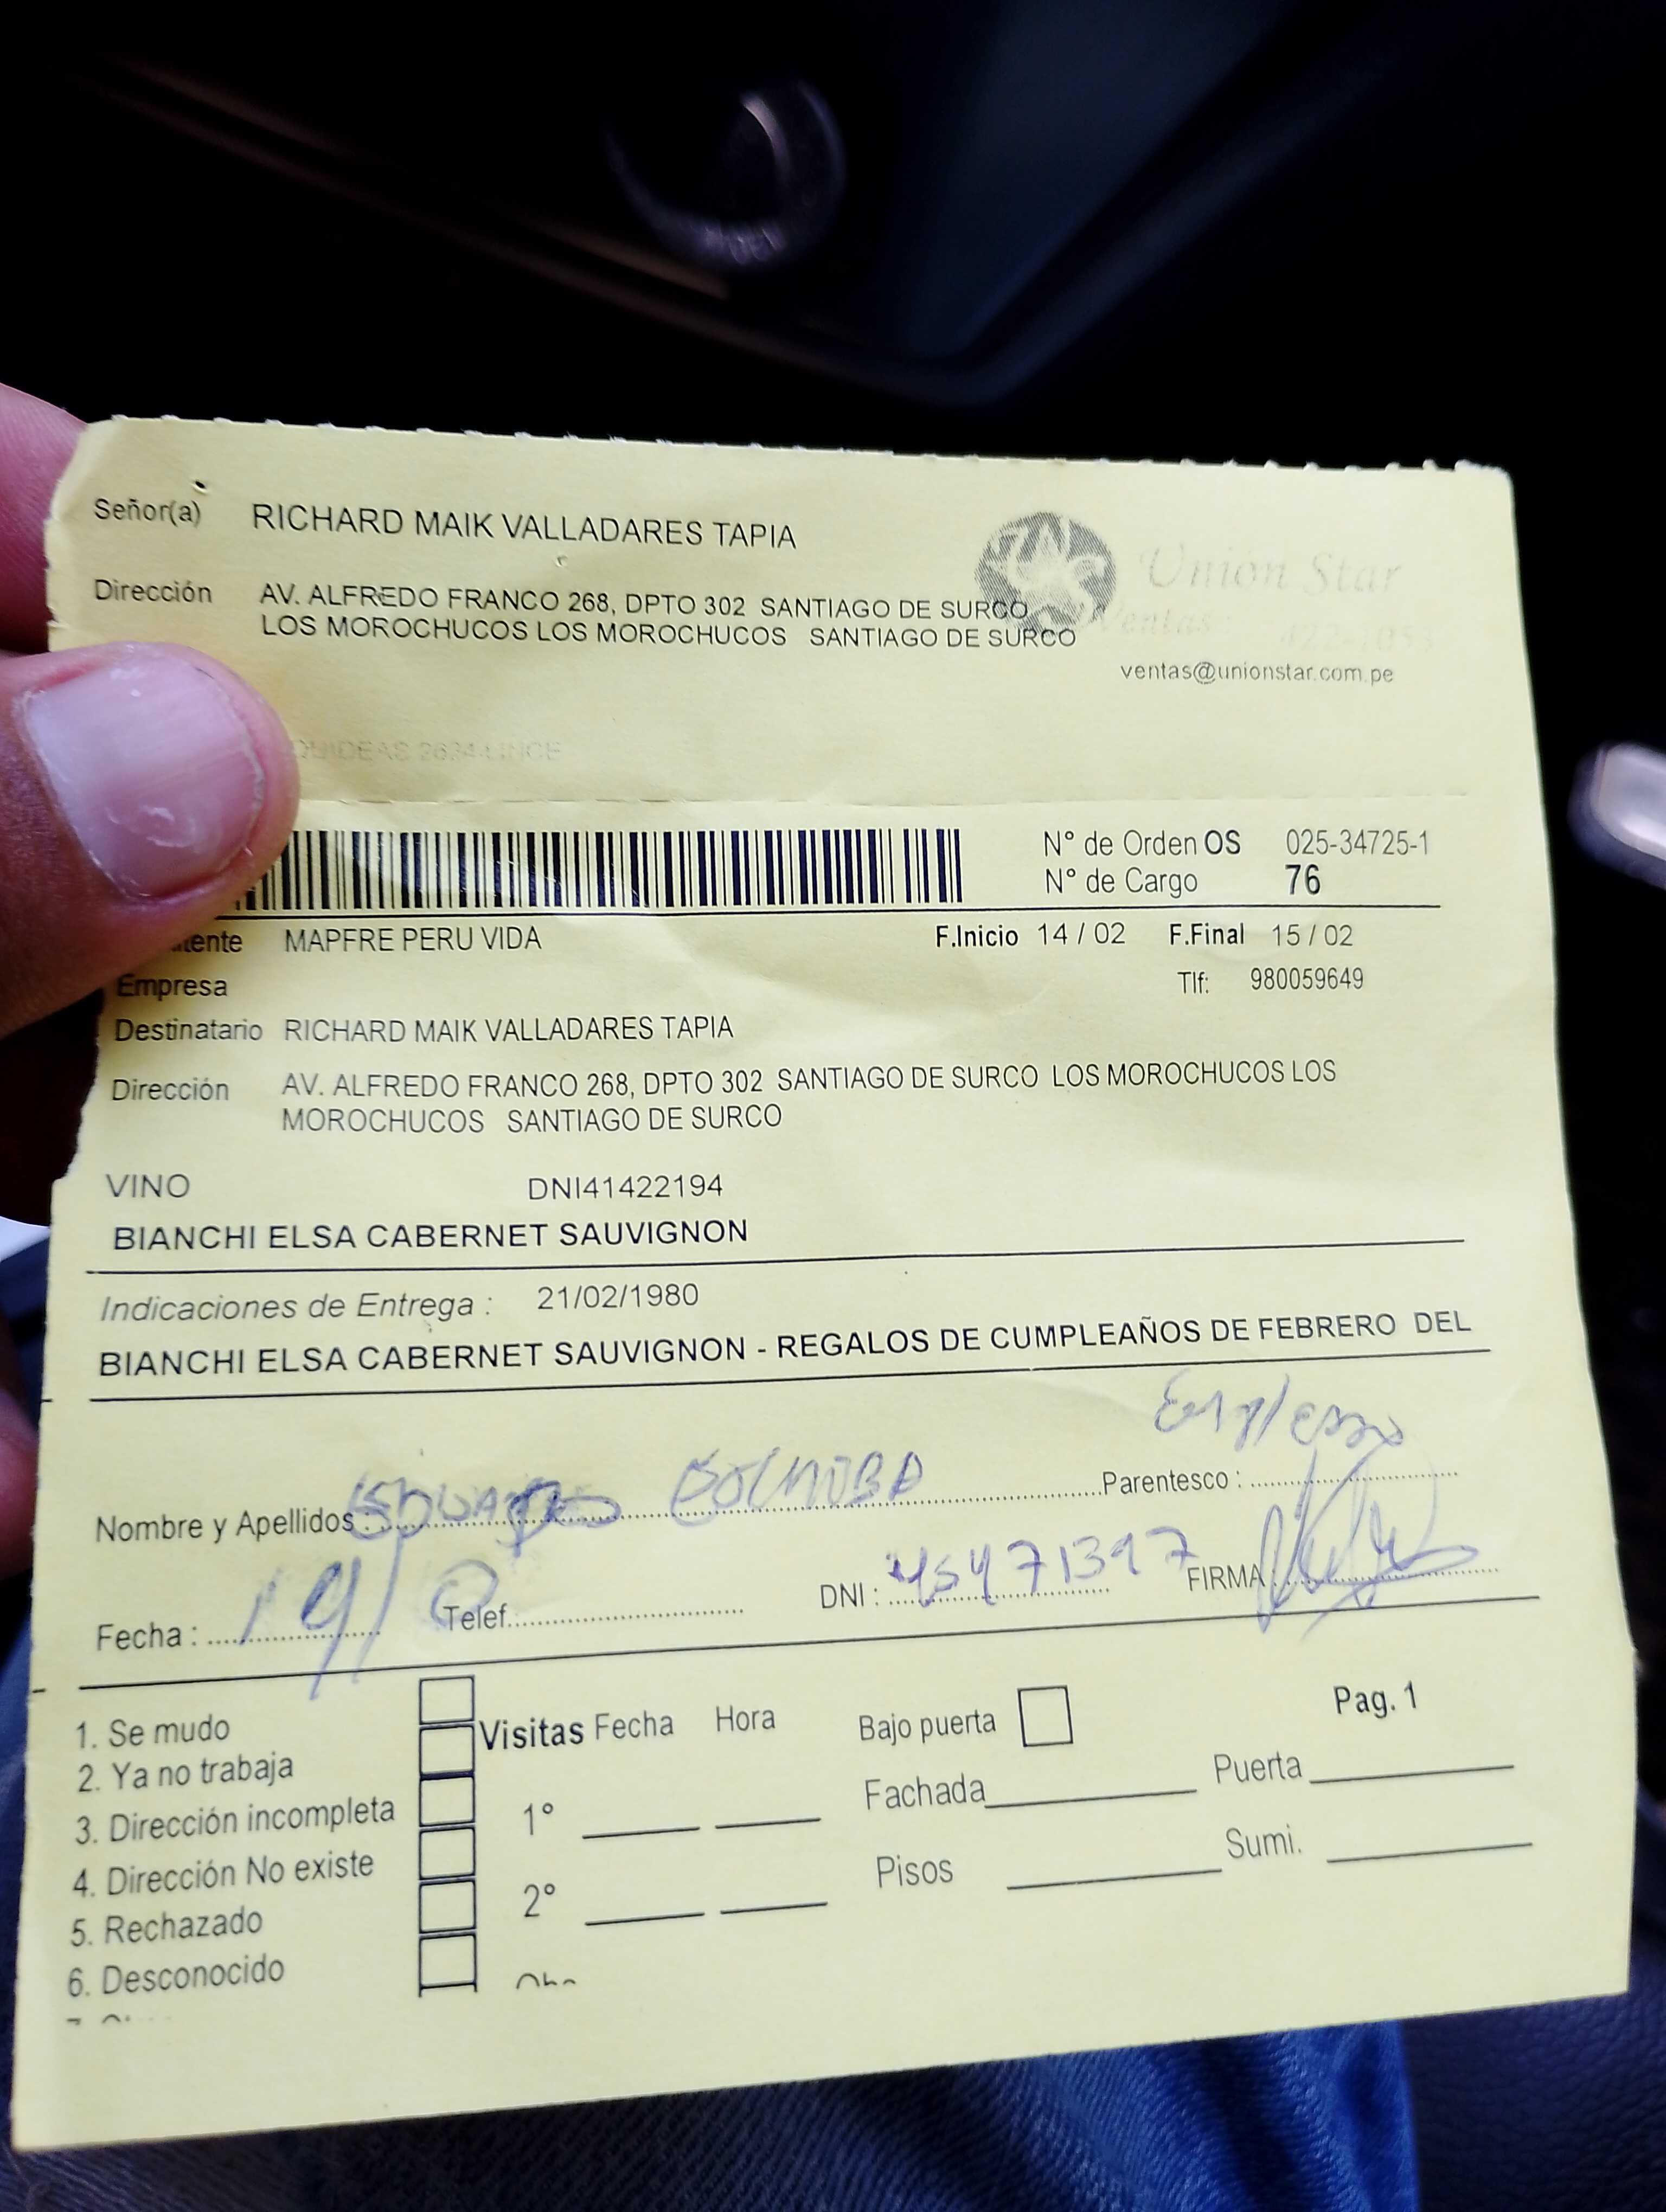 Señor(a) RICHARD MAIK VALLADARES TAPIA
Dirección AV. ALFREDO FRANCO 268, DPTO 302 SANTIAGO DE SURCO
LOS MOROCHUCOS LOS MOROCHUCOS SANTIAGO DE SURCO
Union Star
Ventas:
ventas@unionstar.com.pe
2634 LINCE
N° de Orden OS 025-34725-1
N° de Cargo 76
MAPFRE PERU VIDA F.Inicio 14 / 02 F.Final 15 / 02
Empresa Tlf: 980059649
Destinatario RICHARD MAIK VALLADARES TAPIA
Dirección AV. ALFREDO FRANCO 268, DPTO 302 SANTIAGO DE SURCO LOS MOROCHUCOS LOS
MOROCHUCOS SANTIAGO DE SURCO
VINO DNI41422194
BIANCHI ELSA CABERNET SAUVIGNON
Indicaciones de Entrega : 21/02/1980
BIANCHI ELSA CABERNET SAUVIGNON - REGALOS DE CUMPLEAÑOS DE FEBRERO DEL
Nombre y Apellidos : Parentesco :
Fecha : Telef. DNI : 45471397 FIRMA
1. Se mudo
2. Ya no trabaja
3. Dirección incompleta
4. Dirección No existe
5. Rechazado
6. Desconocido
Visitas Fecha Hora
1°
2°
Bajo puerta Pag. 1
Fachada Puerta
Pisos Sumi.